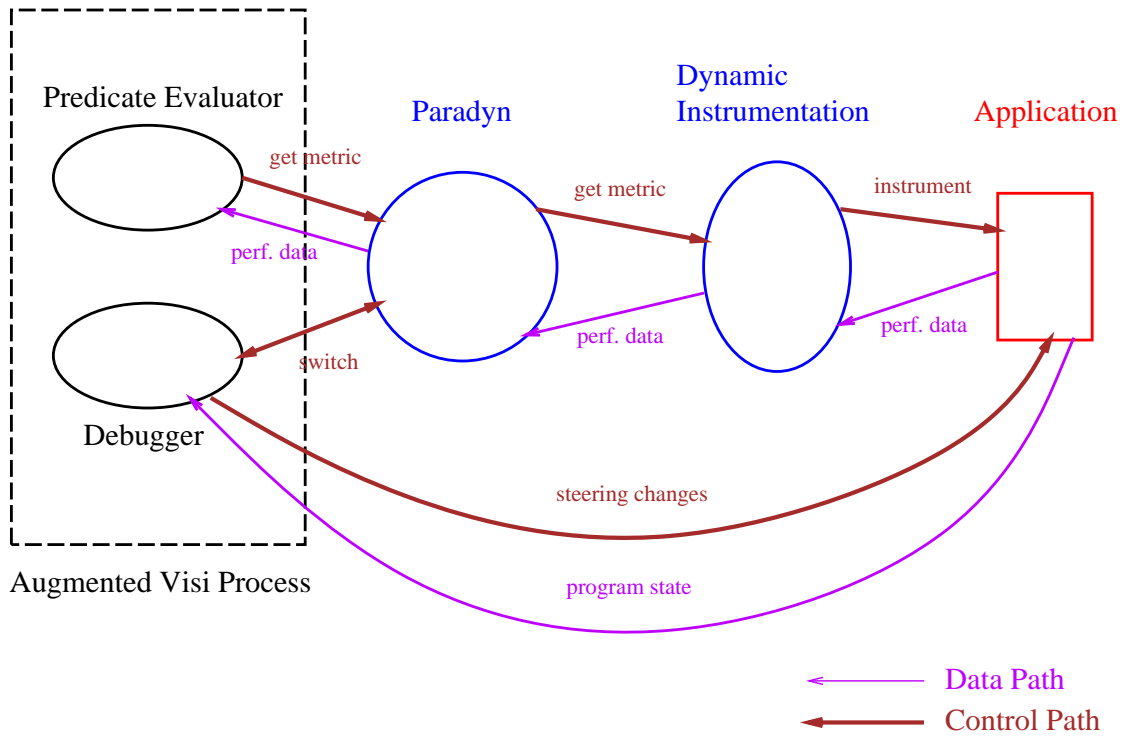 Dynamic
Instrumentation
Predicate Evaluator
Paradyn
Application
get metric
get metric
instrument
perf. data
perf. data
perf. data
switch
Debugger
steering changes
Augmented Visi Process
program state
Data Path
Control Path